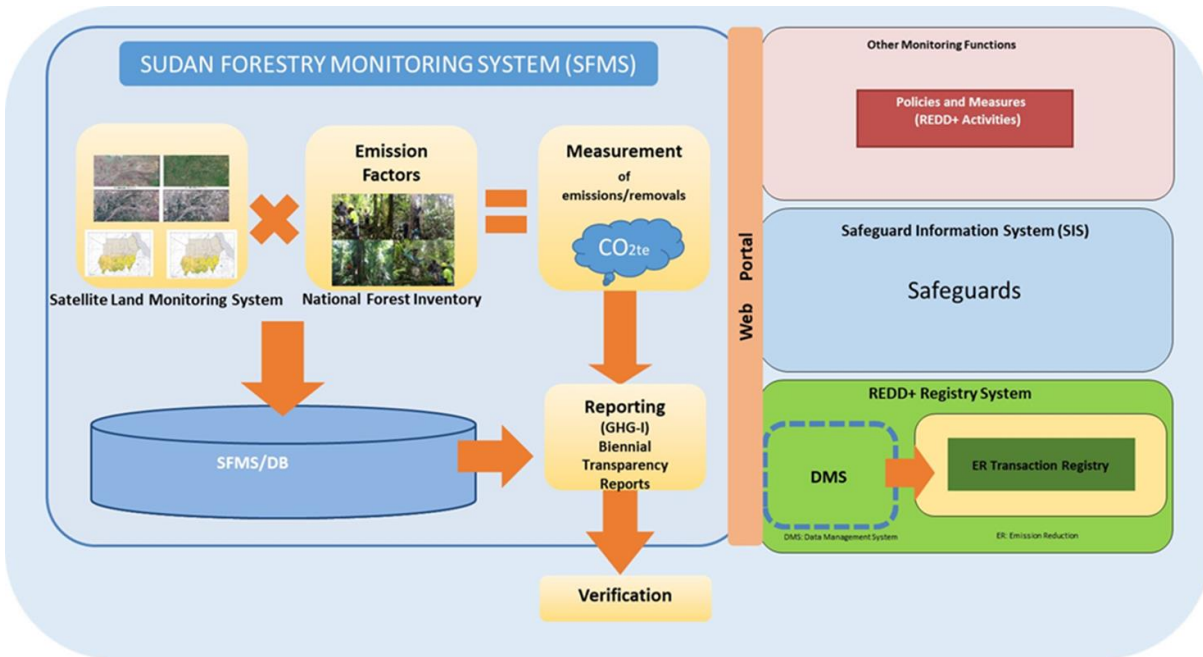 SUDAN FORESTRY MONITORING SYSTEM (SFMS)
Satellite Land Monitoring System
Emission
Factors
National Forest Inventory
Measurement
of
emissions/removals
CO2te
SFMS/DB
Reporting
(GHG-I)
Biennial
Transparency
Reports
Verification
Web Portal
Other Monitoring Functions
Policies and Measures
(REDD+ Activities)
Safeguard Information System (SIS)
Safeguards
REDD+ Registry System
DMS
ER Transaction Registry
DMS: Data Management System
ER: Emission Reduction